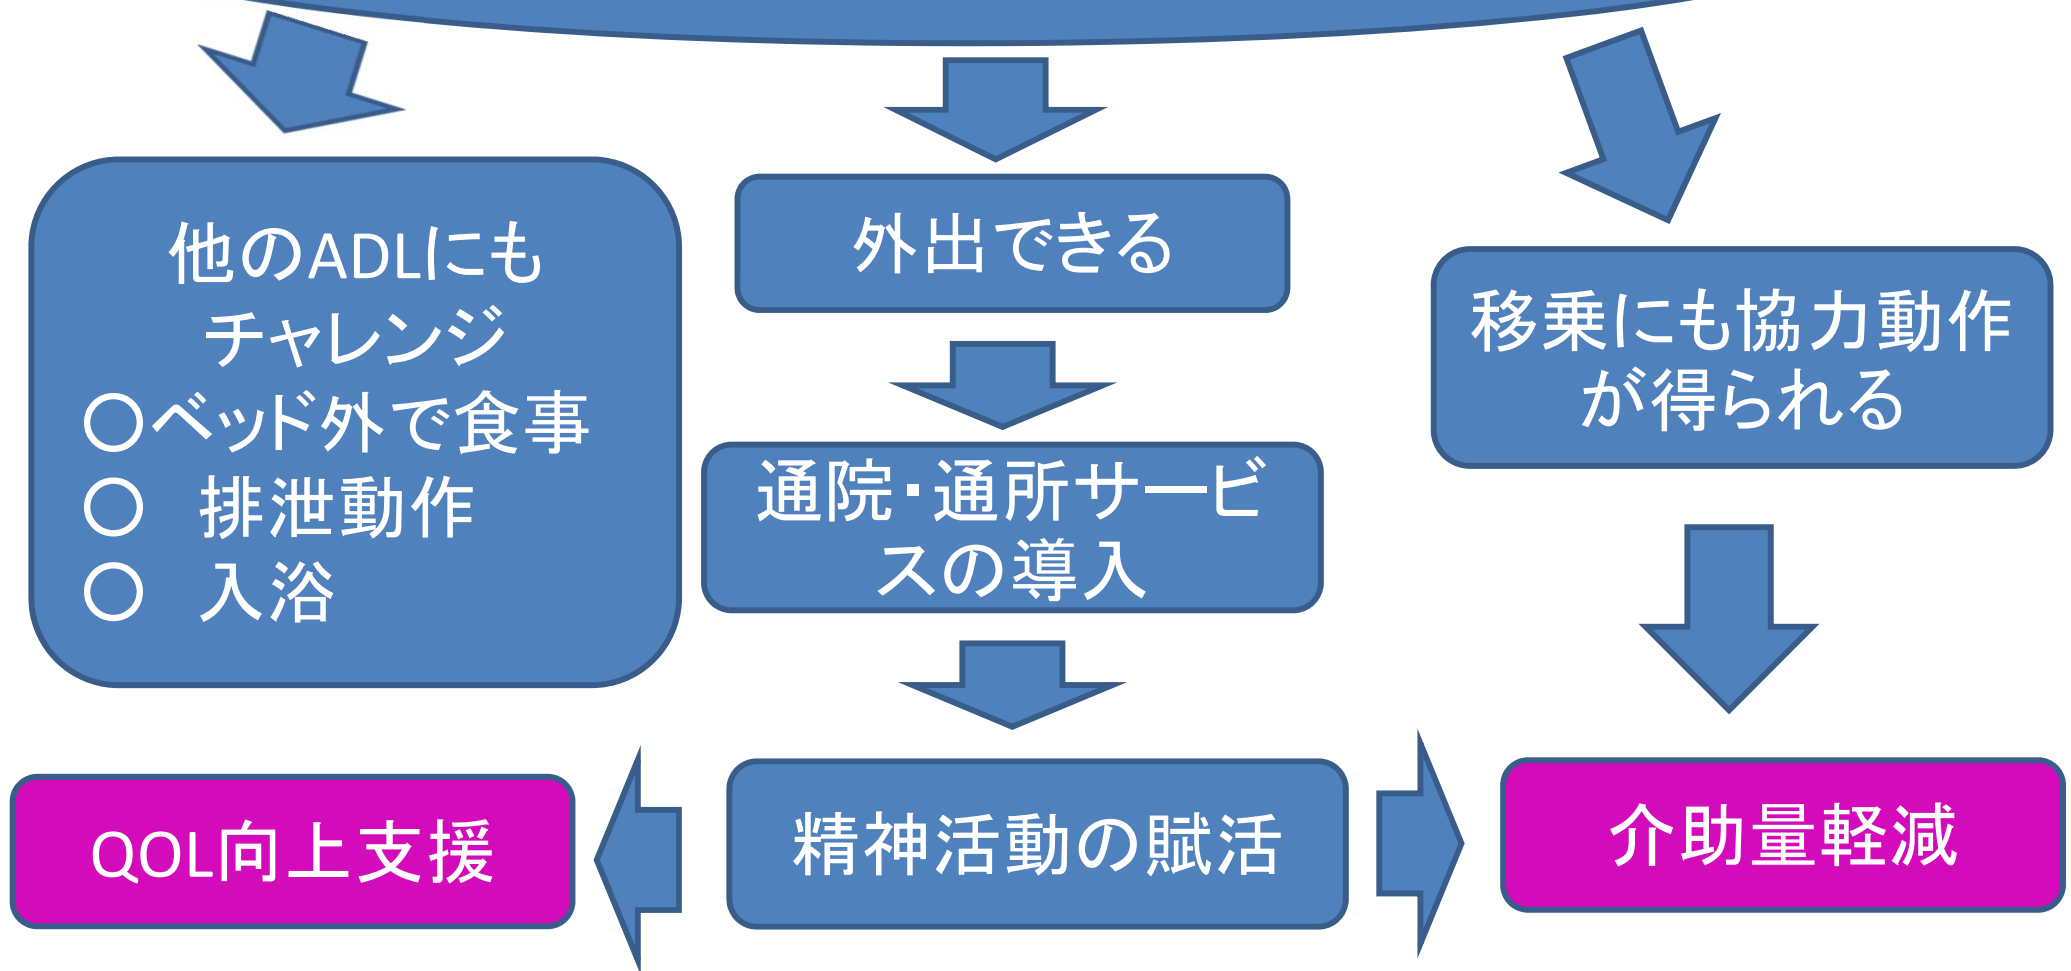 他のADLにも
チャレンジ
○ベッド外で食事
○　排泄動作
○　入浴
外出できる
通院・通所サービ
スの導入
移乗にも協力動作
が得られる
QOL向上支援
精神活動の賦活
介助量軽減